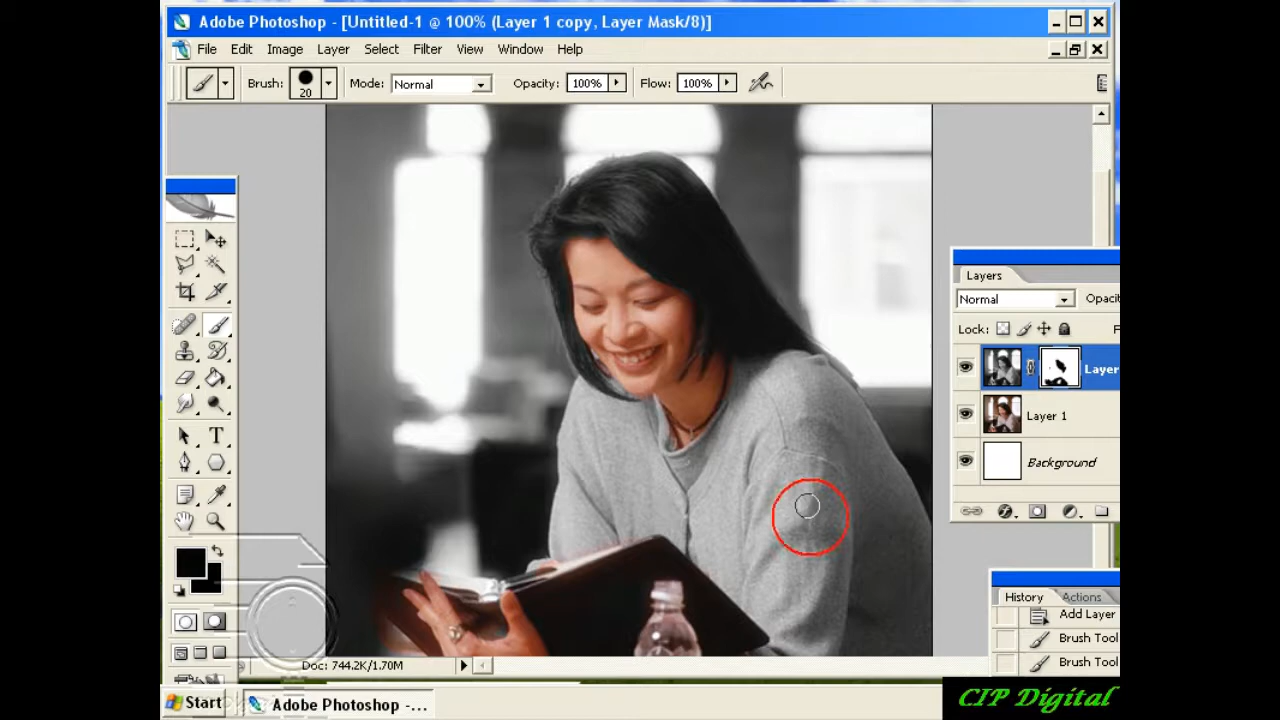 Adobe Photoshop - [Untitled-1 @ 100% (Layer 1 copy, Layer Mask/8)]
File Edit Image Layer Select Filter View Window Help
Brush: 20 Mode: Normal Opacity: 100% Flow: 100%
Layers
Normal Opacit
Lock: F
Layer
Layer 1
Background
History Actions
Add Layer
Brush Tool
Brush Tool
Doc: 744.2K/1.70M
Start Adobe Photoshop -...
CIP Digital